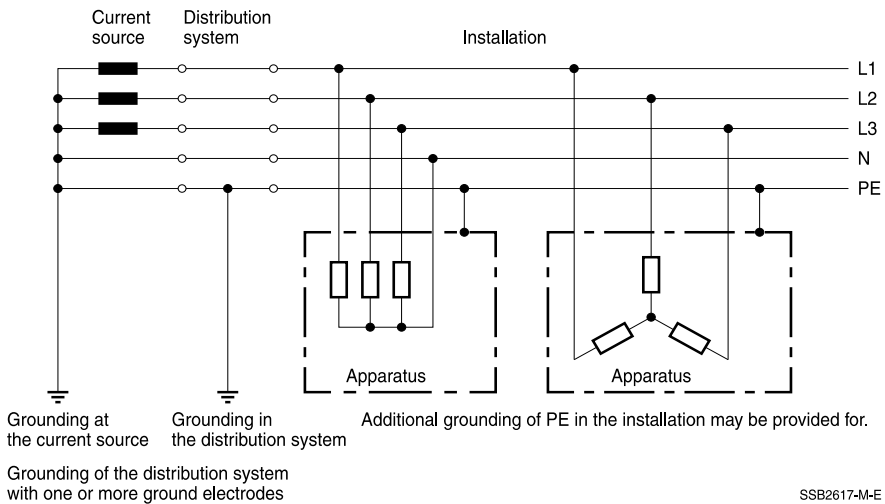 Current
source
Distribution
system
Installation
L1
L2
L3
N
PE
Apparatus
Apparatus
Grounding at
the current source
Grounding in
the distribution system
Additional grounding of PE in the installation may be provided for.
Grounding of the distribution system
with one or more ground electrodes
SSB2617-M-E